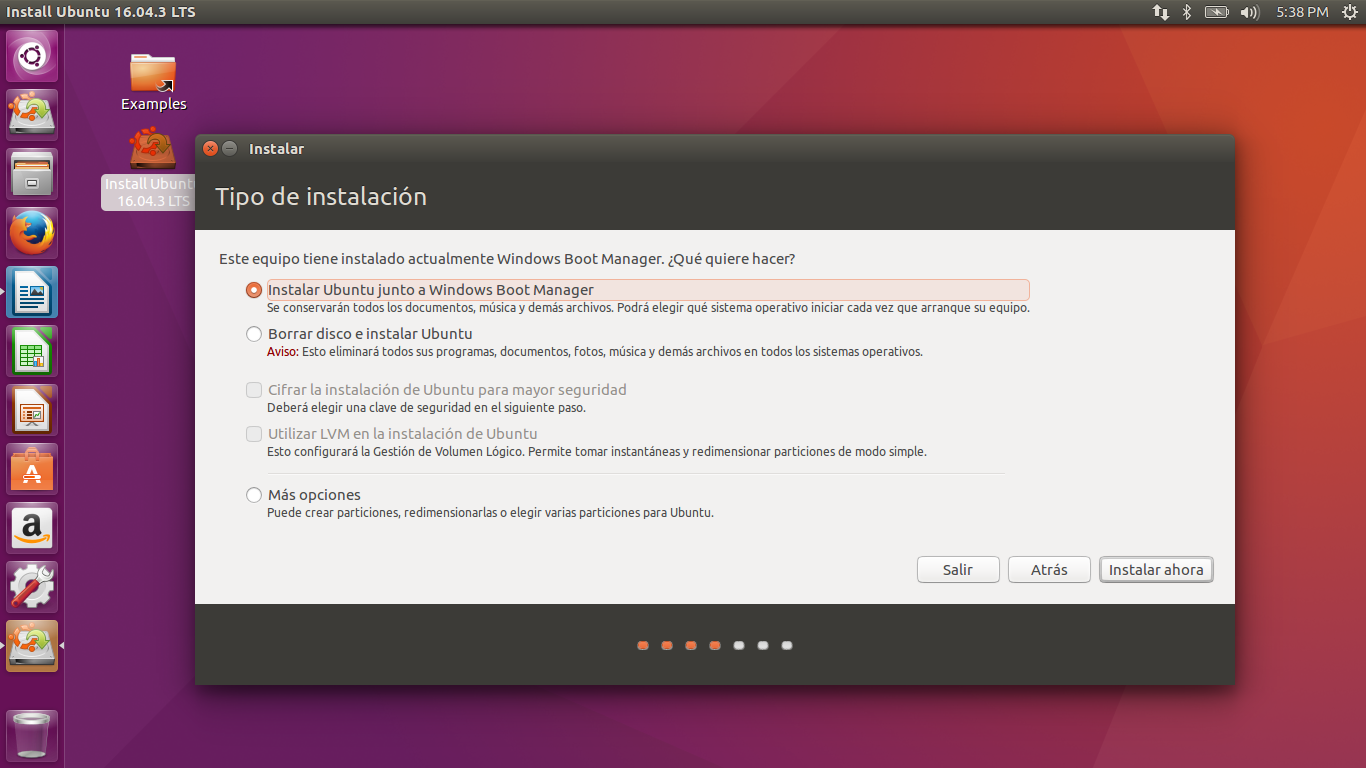 Install Ubuntu 16.04.3 LTS
5:38 PM
Examples
Install Ubunt
16.04.3 LTS
Instalar
Tipo de instalación
Este equipo tiene instalado actualmente Windows Boot Manager. ¿Qué quiere hacer?
Instalar Ubuntu junto a Windows Boot Manager
Se conservarán todos los documentos, música y demás archivos. Podrá elegir qué sistema operativo iniciar cada vez que arranque su equipo.
Borrar disco e instalar Ubuntu
Aviso: Esto eliminará todos sus programas, documentos, fotos, música y demás archivos en todos los sistemas operativos.
Cifrar la instalación de Ubuntu para mayor seguridad
Deberá elegir una clave de seguridad en el siguiente paso.
Utilizar LVM en la instalación de Ubuntu
Esto configurará la Gestión de Volumen Lógico. Permite tomar instantáneas y redimensionar particiones de modo simple.
Más opciones
Puede crear particiones, redimensionarlas o elegir varias particiones para Ubuntu.
Salir
Atrás
Instalar ahora